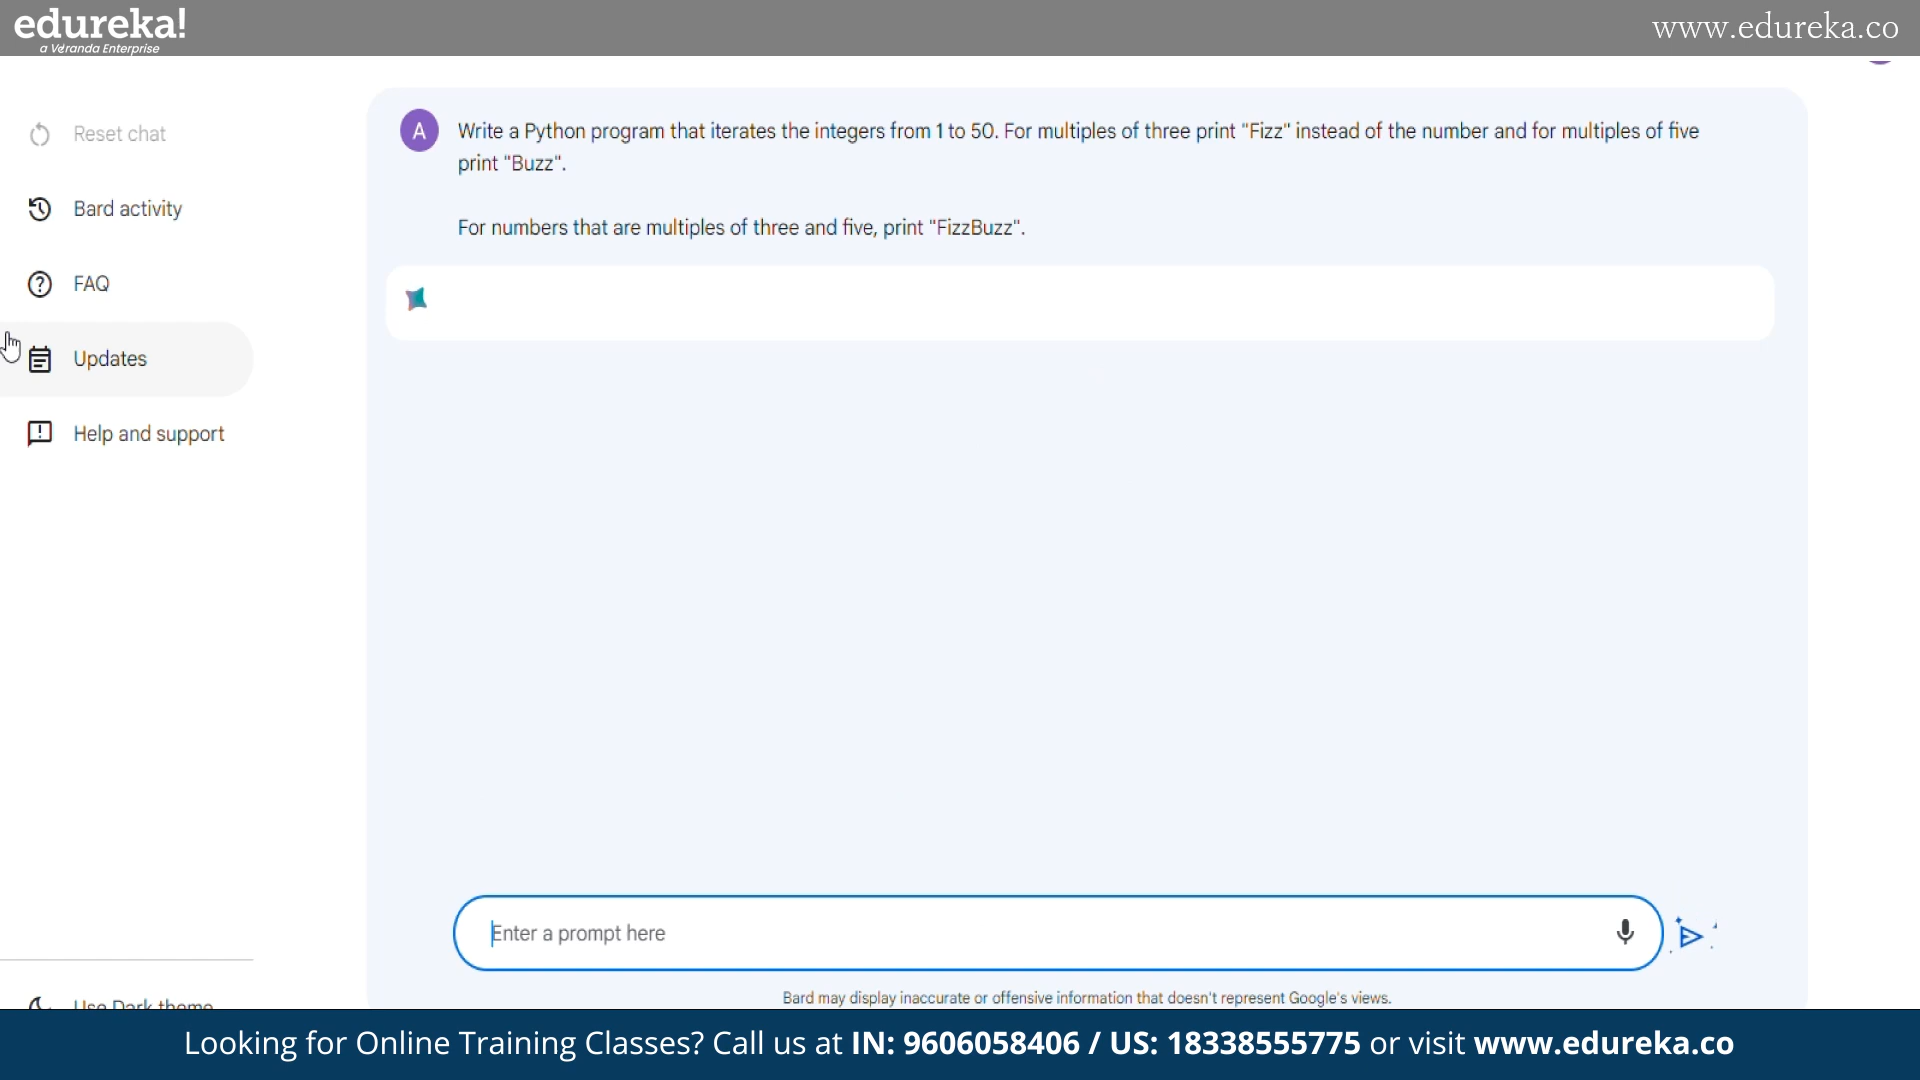 edureka!
a Veranda Enterprise
www.edureka.co
Reset chat
Bard activity
FAQ
Updates
Help and support
Use Dark theme
A
Write a Python program that iterates the integers from 1 to 50. For multiples of three print "Fizz" instead of the number and for multiples of five
print "Buzz".
For numbers that are multiples of three and five, print "FizzBuzz".
Enter a prompt here
Bard may display inaccurate or offensive information that doesn't represent Google's views.
Looking for Online Training Classes? Call us at IN: 9606058406 / US: 18338555775 or visit www.edureka.co